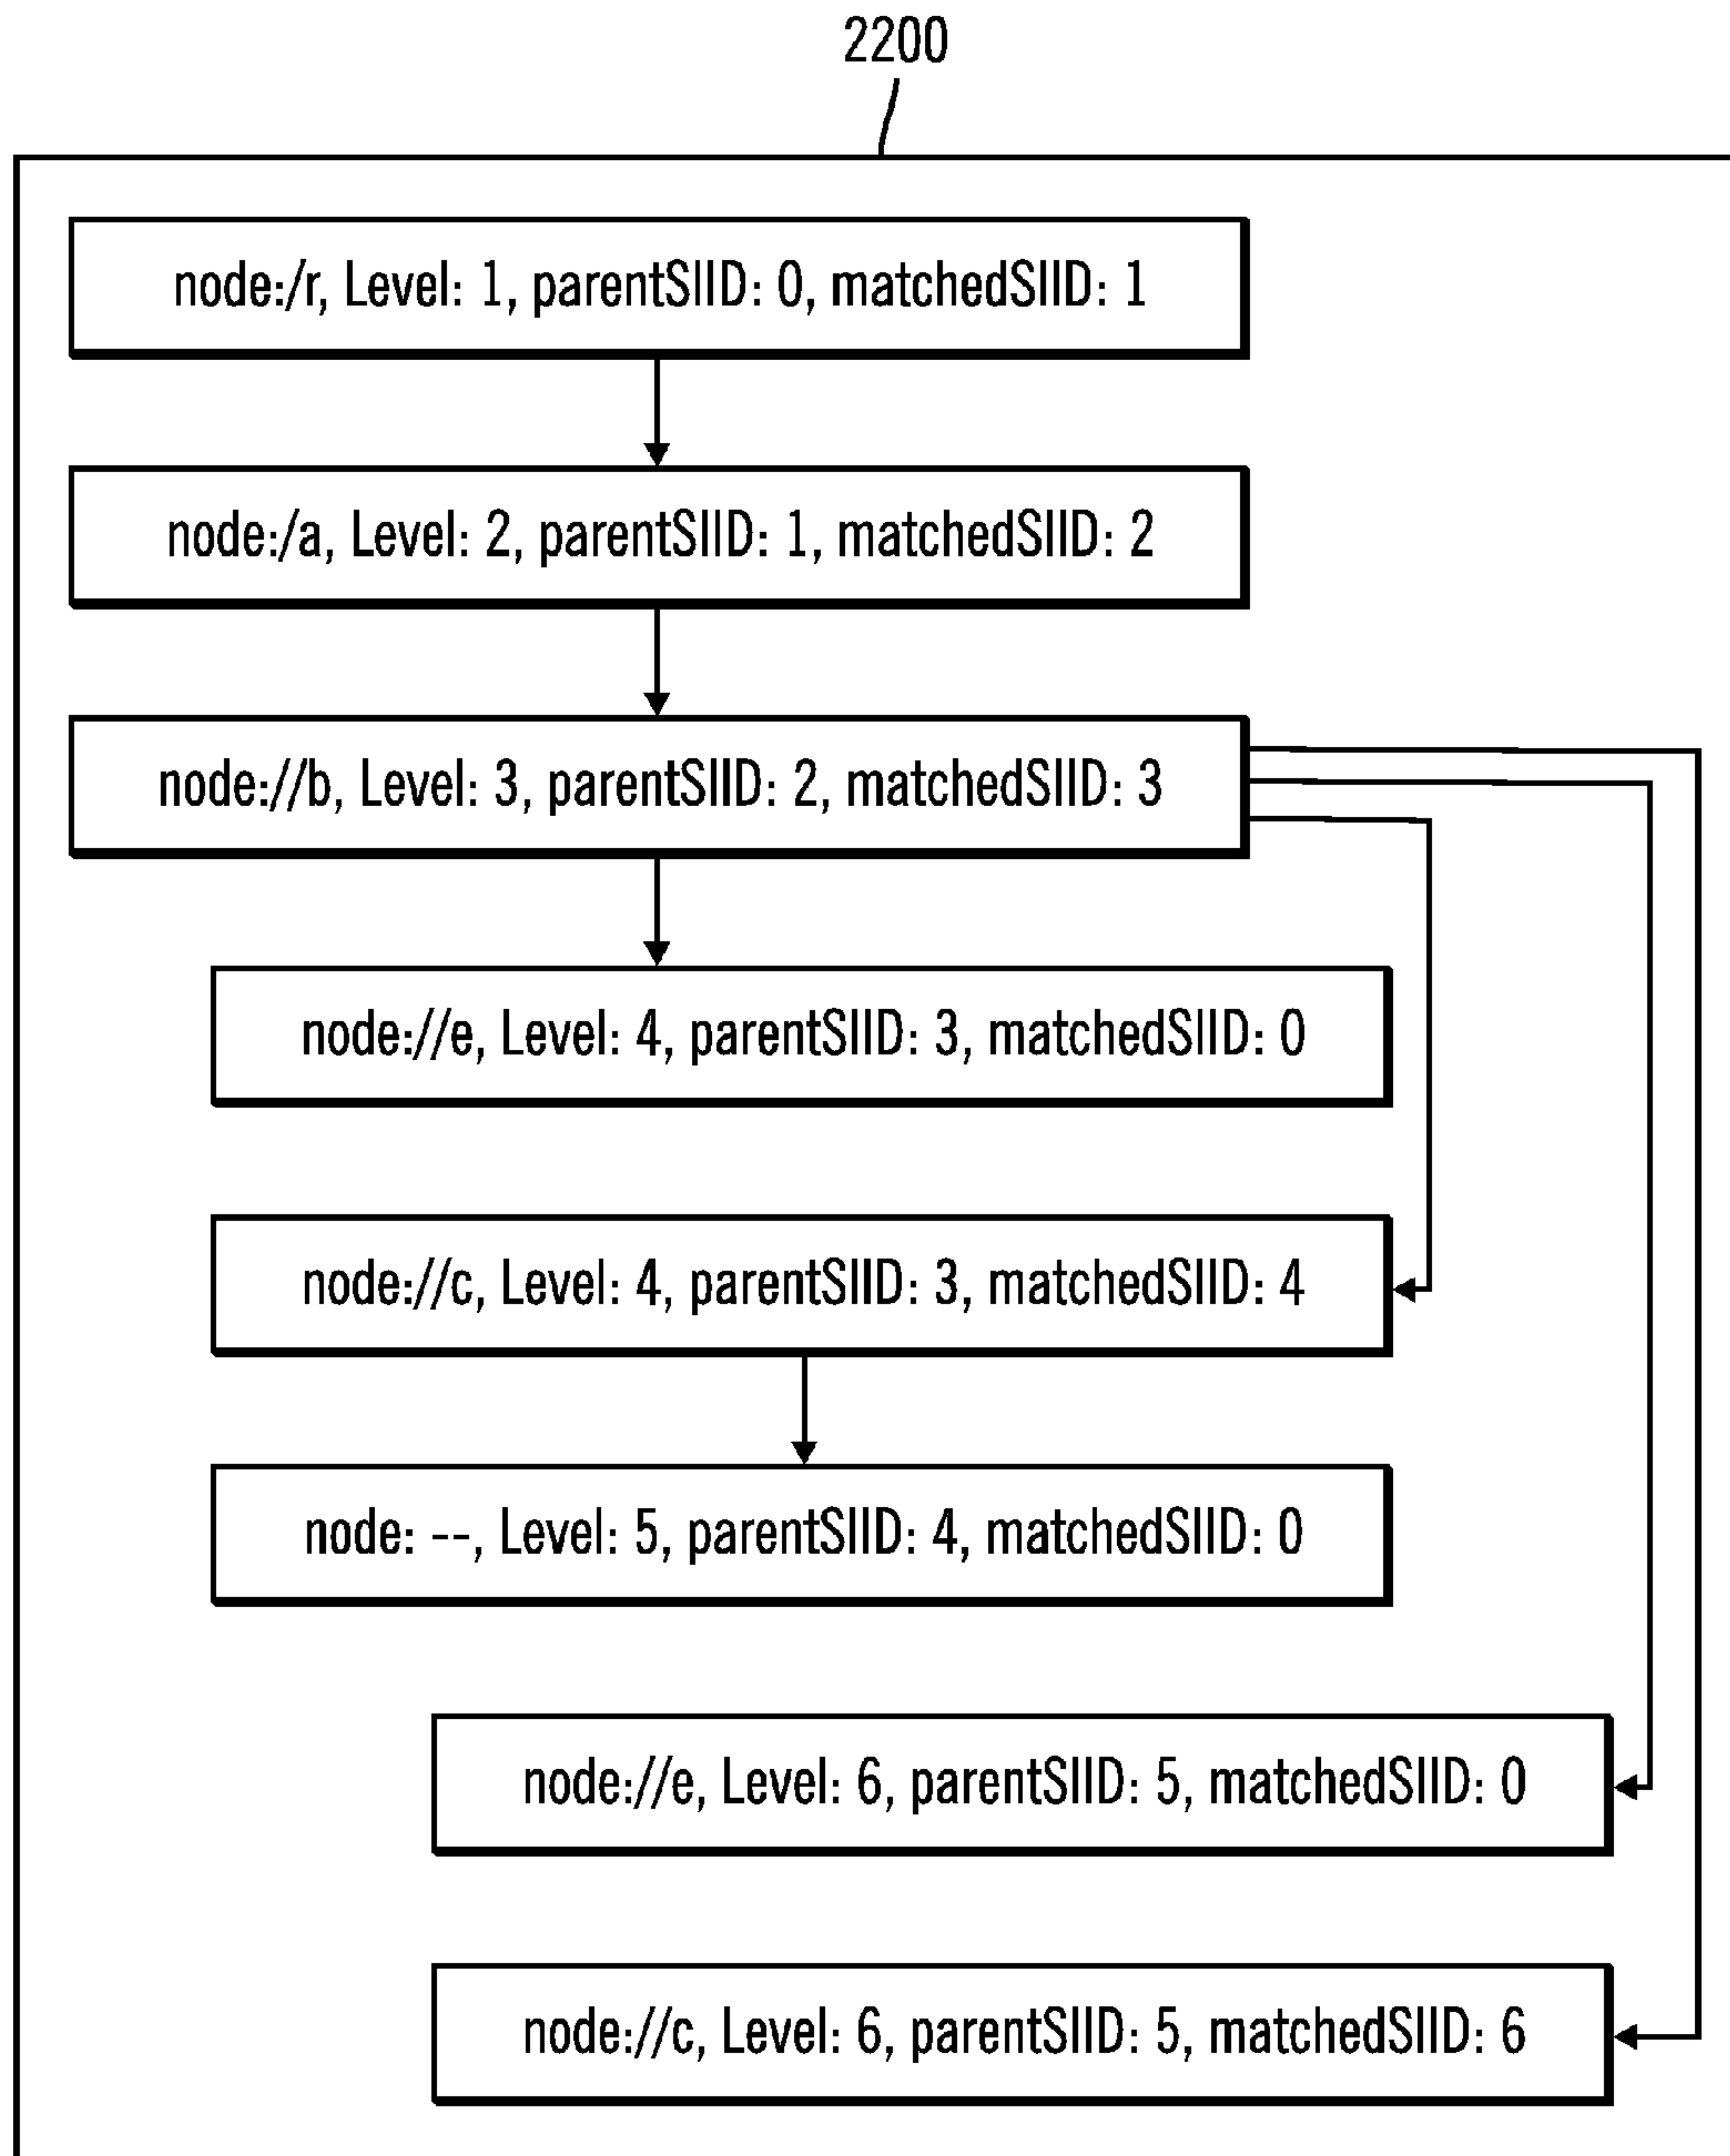 2200
node:/r, Level: 1, parentSIID: 0, matchedSIID: 1
node:/a, Level: 2, parentSIID: 1, matchedSIID: 2
node://b, Level: 3, parentSIID: 2, matchedSIID: 3
node://e, Level: 4, parentSIID: 3, matchedSIID: 0
node://c, Level: 4, parentSIID: 3, matchedSIID: 4
node: --, Level: 5, parentSIID: 4, matchedSIID: 0
node://e, Level: 6, parentSIID: 5, matchedSIID: 0
node://c, Level: 6, parentSIID: 5, matchedSIID: 6